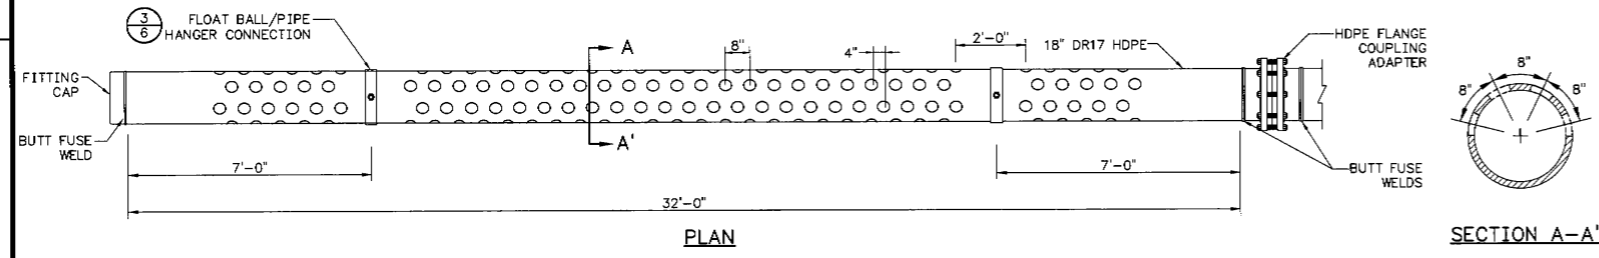 3
6
FLOAT BALL/PIPE
HANGER CONNECTION
A
8"
4"
2'-0"
18" DR17 HDPE
HDPE FLANGE
COUPLING
ADAPTER
FITTING
CAP
8"
8"
8"
BUTT FUSE
WELD
A'
7'-0"
7'-0"
BUTT FUSE
WELDS
32'-0"
PLAN
SECTION A-A'